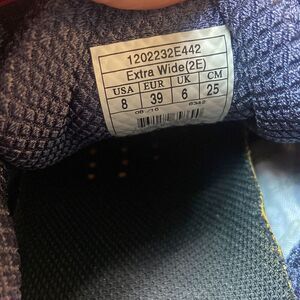 1202232E442
Extra Wide(2E)
USA EUR UK CM
8 39 6 25